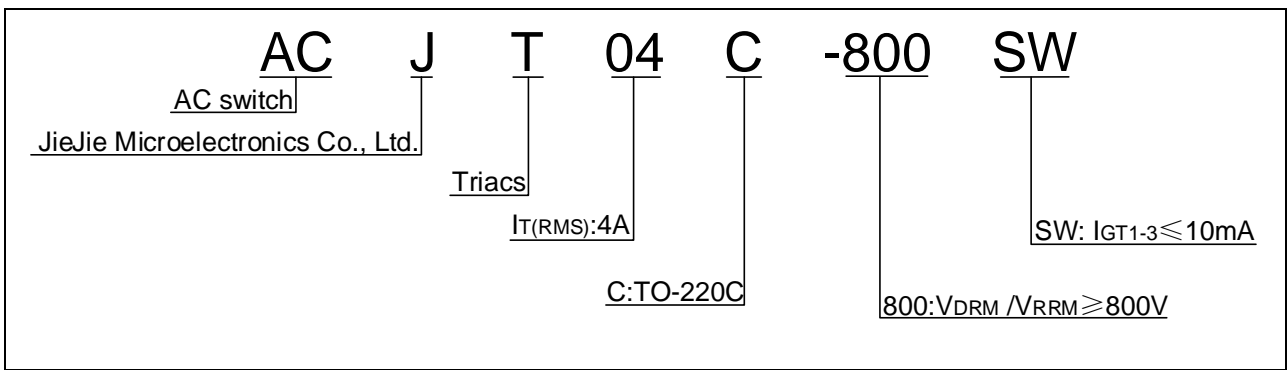 AC J T 04 C -800 SW
AC switch
JieJie Microelectronics Co., Ltd.
Triacs
IT(RMS):4A
SW: IGT1-3≤10mA
C:TO-220C
800:VDRM /VRRM≥800V